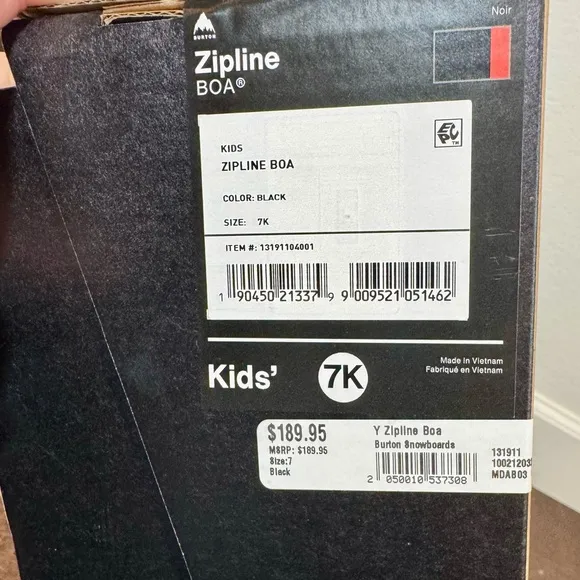 Noir
BURTON
Zipline
BOA®
EPC™
KIDS
ZIPLINE BOA
COLOR: BLACK
SIZE: 7K
ITEM #: 13191104001
1 90450 21337 9 9 009521 051462
Kids’ 7K
Made in Vietnam
Fabriqué en Vietnam
$189.95 Y Zipline Boa
MSRP: $189.95 Burton Snowboards
Size:7 131911
Black 2 050010 537308
MDAB03